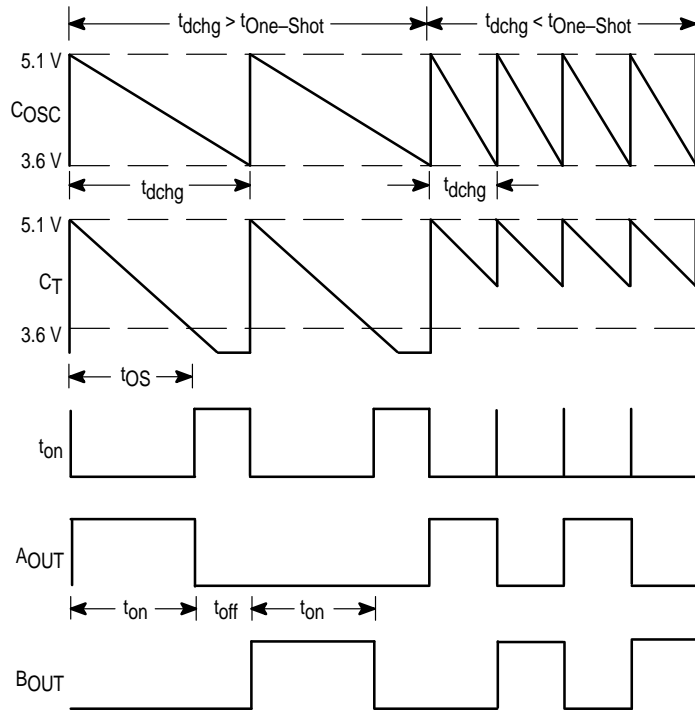 tdchg > tOne–Shot
tdchg < tOne–Shot
5.1 V
COSC
3.6 V
tdchg
tdchg
5.1 V
CT
3.6 V
tOS
ton
AOUT
ton
toff
ton
BOUT